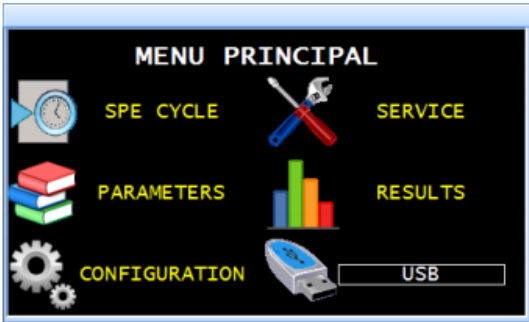 MENU PRINCIPAL
SPE CYCLE SERVICE
PARAMETERS RESULTS
CONFIGURATION USB